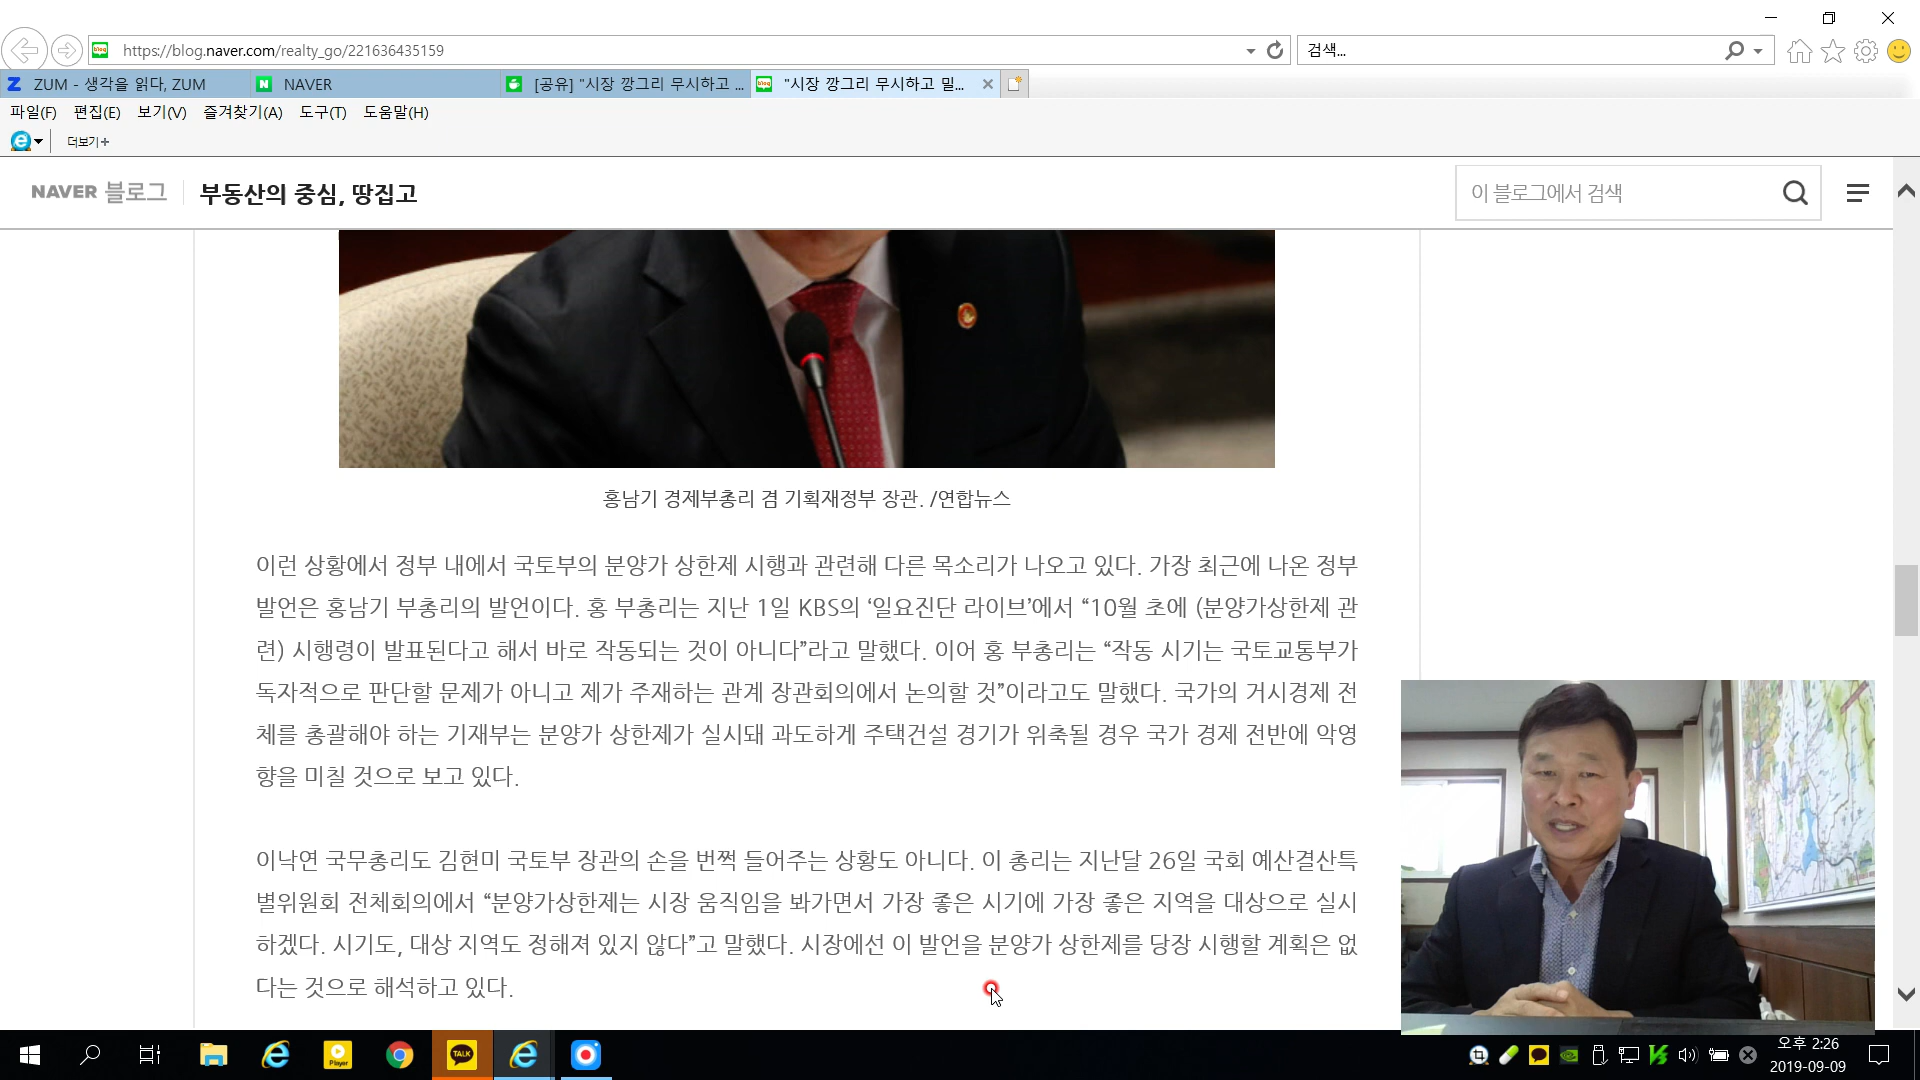 https://blog.naver.com/realty_go/221636435159
검색...
ZUM - 생각을 읽다, ZUM
NAVER
[공유] "시장 깡그리 무시하고 ...
"시장 깡그리 무시하고 밀...
파일(F) 편집(E) 보기(V) 즐겨찾기(A) 도구(T) 도움말(H)
더보기+
NAVER 블로그
부동산의 중심, 땅집고
이 블로그에서 검색
홍남기 경제부총리 겸 기획재정부 장관. /연합뉴스
이런 상황에서 정부 내에서 국토부의 분양가 상한제 시행과 관련해 다른 목소리가 나오고 있다. 가장 최근에 나온 정부
발언은 홍남기 부총리의 발언이다. 홍 부총리는 지난 1일 KBS의 ‘일요진단 라이브’에서 “10월 초에 (분양가상한제 관
련) 시행령이 발표된다고 해서 바로 작동되는 것이 아니다”라고 말했다. 이어 홍 부총리는 “작동 시기는 국토교통부가
독자적으로 판단할 문제가 아니고 제가 주재하는 관계 장관회의에서 논의할 것”이라고도 말했다. 국가의 거시경제 전
체를 총괄해야 하는 기재부는 분양가 상한제가 실시돼 과도하게 주택건설 경기가 위축될 경우 국가 경제 전반에 악영
향을 미칠 것으로 보고 있다.
이낙연 국무총리도 김현미 국토부 장관의 손을 번쩍 들어주는 상황도 아니다. 이 총리는 지난달 26일 국회 예산결산특
별위원회 전체회의에서 “분양가상한제는 시장 움직임을 봐가면서 가장 좋은 시기에 가장 좋은 지역을 대상으로 실시
하겠다. 시기도, 대상 지역도 정해져 있지 않다”고 말했다. 시장에선 이 발언을 분양가 상한제를 당장 시행할 계획은 없
다는 것으로 해석하고 있다.
Player
TALK
오후 2:26
2019-09-09